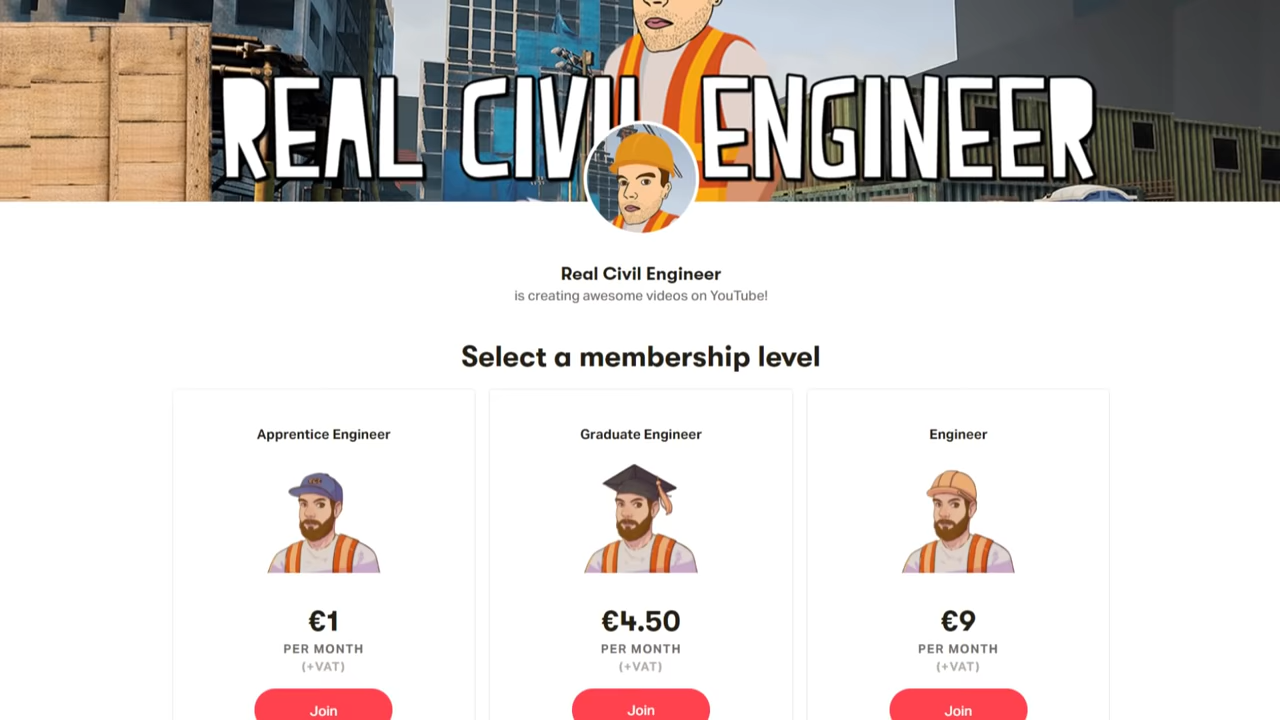 REAL CIVIL ENGINEER
Real Civil Engineer
is creating awesome videos on YouTube!
Select a membership level
Apprentice Engineer
Graduate Engineer
Engineer
€1
PER MONTH
(+VAT)
Join
€4.50
PER MONTH
(+VAT)
Join
€9
PER MONTH
(+VAT)
Join